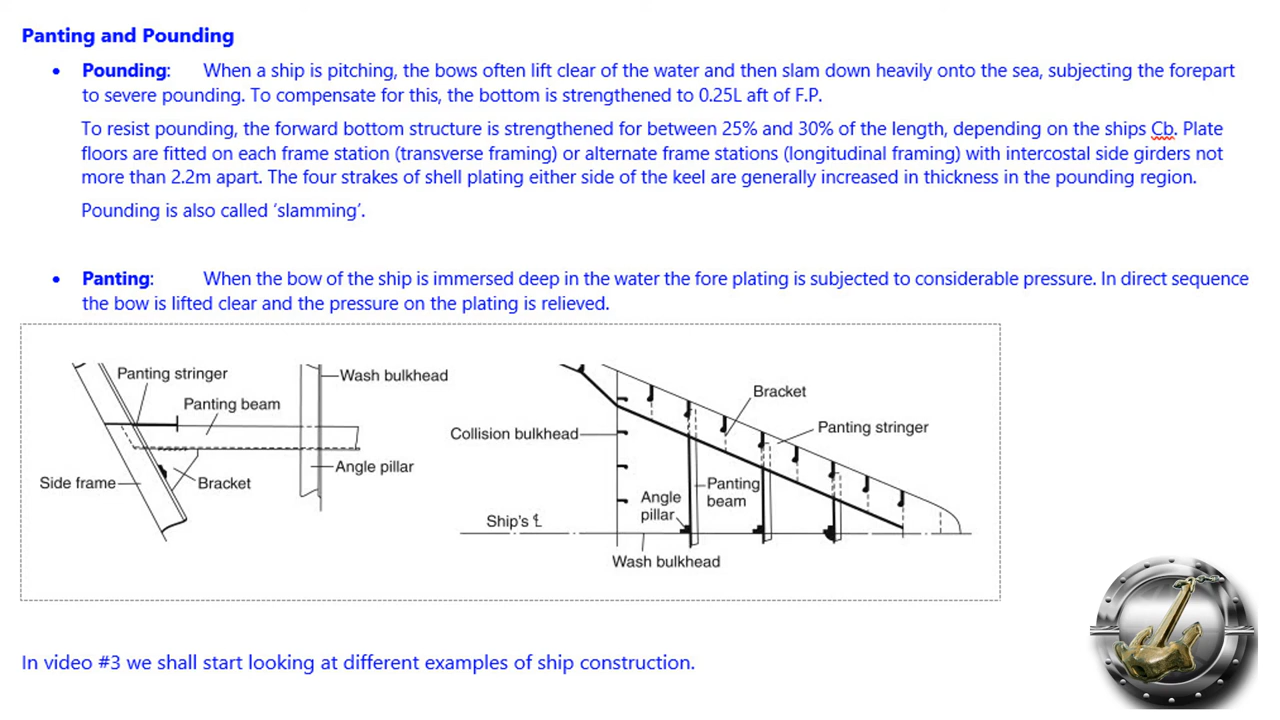 Panting and Pounding
• Pounding: When a ship is pitching, the bows often lift clear of the water and then slam down heavily onto the sea, subjecting the forepart
to severe pounding. To compensate for this, the bottom is strengthened to 0.25L aft of F.P.
To resist pounding, the forward bottom structure is strengthened for between 25% and 30% of the length, depending on the ships Cb. Plate
floors are fitted on each frame station (transverse framing) or alternate frame stations (longitudinal framing) with intercostal side girders not
more than 2.2m apart. The four strakes of shell plating either side of the keel are generally increased in thickness in the pounding region.
Pounding is also called ‘slamming’.
• Panting: When the bow of the ship is immersed deep in the water the fore plating is subjected to considerable pressure. In direct sequence
the bow is lifted clear and the pressure on the plating is relieved.
Panting stringer
Wash bulkhead
Panting beam
Angle pillar
Side frame
Bracket
Bracket
Panting stringer
Collision bulkhead
Panting
beam
Angle
pillar
Ship's ℄
Wash bulkhead
In video #3 we shall start looking at different examples of ship construction.